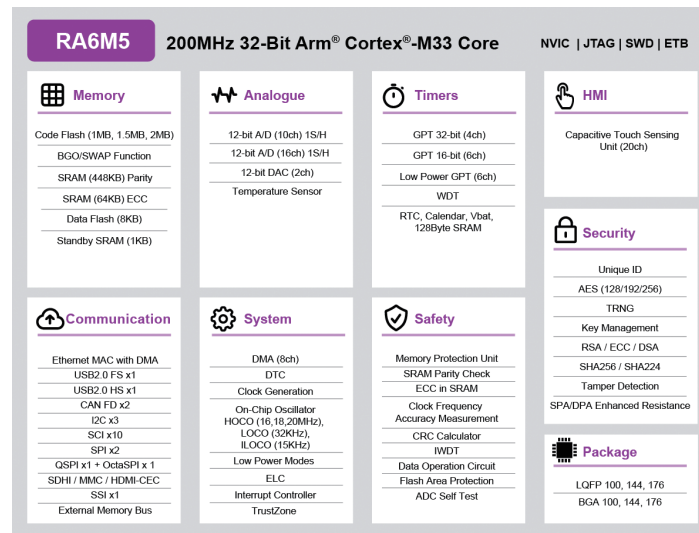 RA6M5
200MHz 32-Bit Arm® Cortex®-M33 Core
NVIC | JTAG | SWD | ETB
Memory
Code Flash (1MB, 1.5MB, 2MB)
BGO/SWAP Function
SRAM (448KB) Parity
SRAM (64KB) ECC
Data Flash (8KB)
Standby SRAM (1KB)
Analogue
12-bit A/D (10ch) 1S/H
12-bit A/D (16ch) 1S/H
12-bit DAC (2ch)
Temperature Sensor
Timers
GPT 32-bit (4ch)
GPT 16-bit (6ch)
Low Power GPT (6ch)
WDT
RTC, Calendar, Vbat,
128Byte SRAM
HMI
Capacitive Touch Sensing
Unit (20ch)
Security
Unique ID
AES (128/192/256)
TRNG
Key Management
RSA / ECC / DSA
SHA256 / SHA224
Tamper Detection
SPA/DPA Enhanced Resistance
Communication
Ethernet MAC with DMA
USB2.0 FS x1
USB2.0 HS x1
CAN FD x2
I2C x3
SCI x10
SPI x2
QSPI x1 + OctaSPI x 1
SDHI / MMC / HDMI-CEC
SSI x1
External Memory Bus
System
DMA (8ch)
DTC
Clock Generation
On-Chip Oscillator
HOCO (16,18,20MHz),
LOCO (32KHz),
ILOCO (15KHz)
Low Power Modes
ELC
Interrupt Controller
TrustZone
Safety
Memory Protection Unit
SRAM Parity Check
ECC in SRAM
Clock Frequency
Accuracy Measurement
CRC Calculator
IWDT
Data Operation Circuit
Flash Area Protection
ADC Self Test
Package
LQFP 100, 144, 176
BGA 100, 144, 176